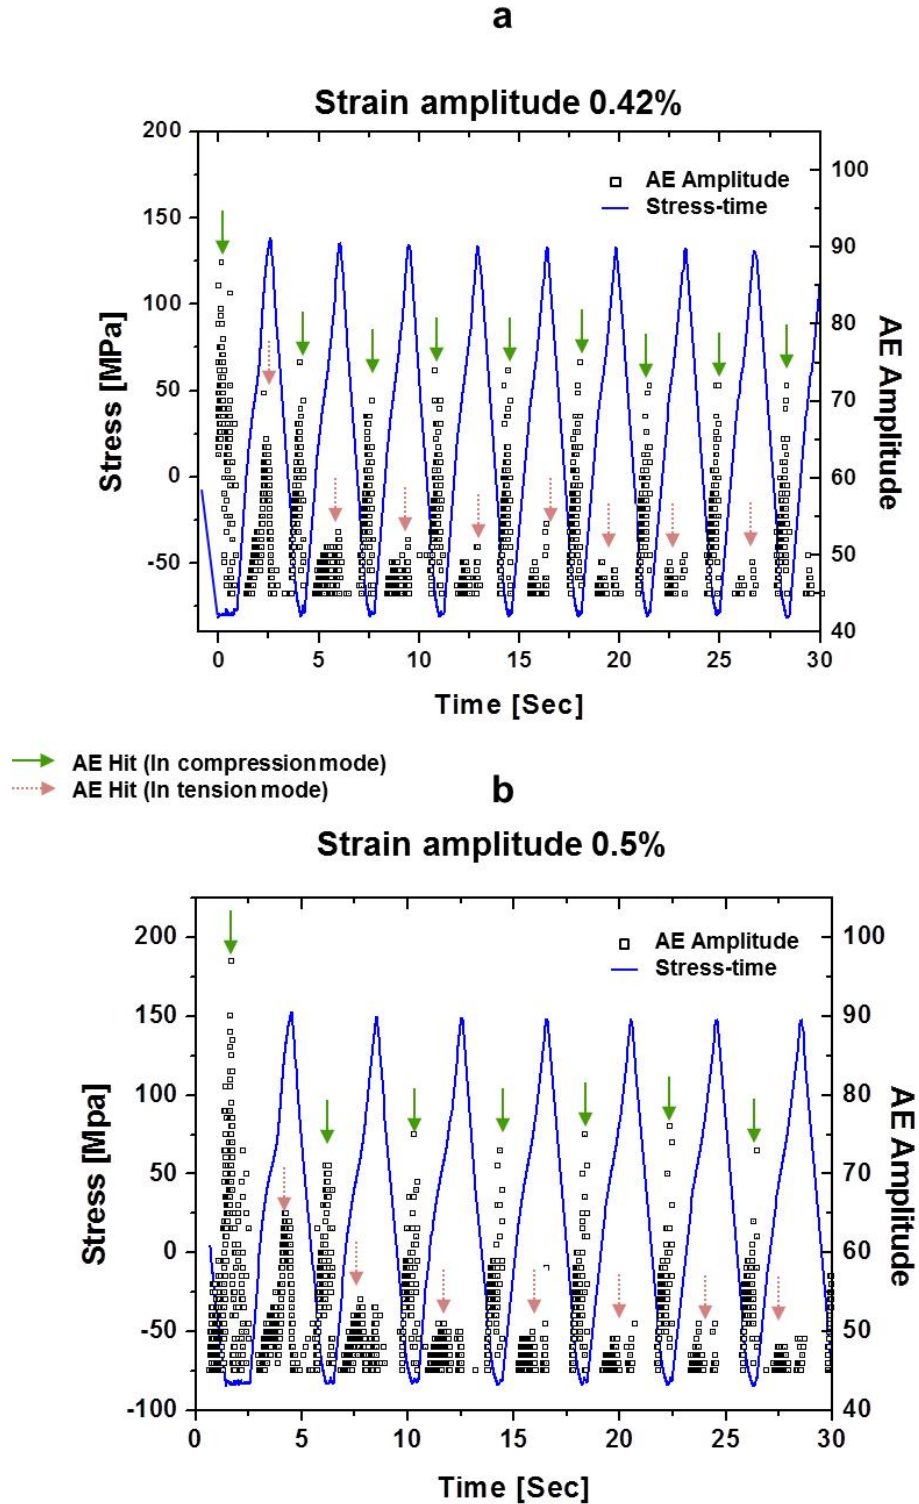 a
Strain amplitude 0.42%
200
150
100
50
0
-50
Stress [MPa]
100
90
80
70
60
50
40
AE Amplitude
AE Amplitude
Stress-time
0 5 10 15 20 25 30
Time [Sec]
AE Hit (In compression mode)
AE Hit (In tension mode)
b
Strain amplitude 0.5%
200
150
100
50
0
-50
-100
Stress [Mpa]
100
90
80
70
60
50
40
AE Amplitude
AE Amplitude
Stress-time
0 5 10 15 20 25 30
Time [Sec]